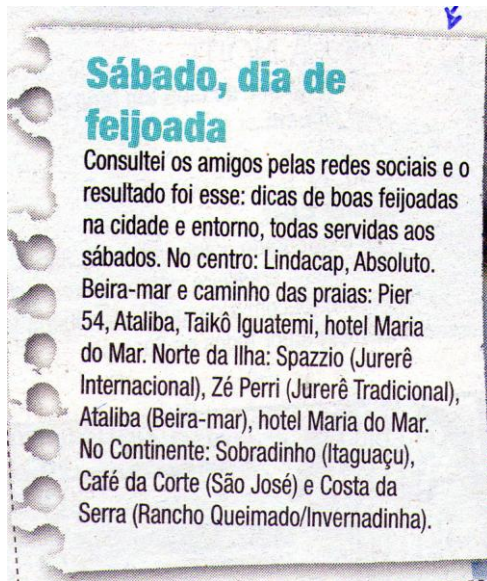 Sábado, dia de
feijoada
Consultei os amigos pelas redes sociais e o
resultado foi esse: dicas de boas feijoadas
na cidade e entorno, todas servidas aos
sábados. No centro: Lindacap, Absoluto.
Beira-mar e caminho das praias: Pier
54, Ataliba, Taikô Iguatemi, hotel Maria
do Mar. Norte da Ilha: Spazzio (Jurerê
Internacional), Zé Perri (Jurerê Tradicional),
Ataliba (Beira-mar), hotel Maria do Mar.
No Continente: Sobradinho (Itaguaçu),
Café da Corte (São José) e Costa da
Serra (Rancho Queimado/Invernadinha).